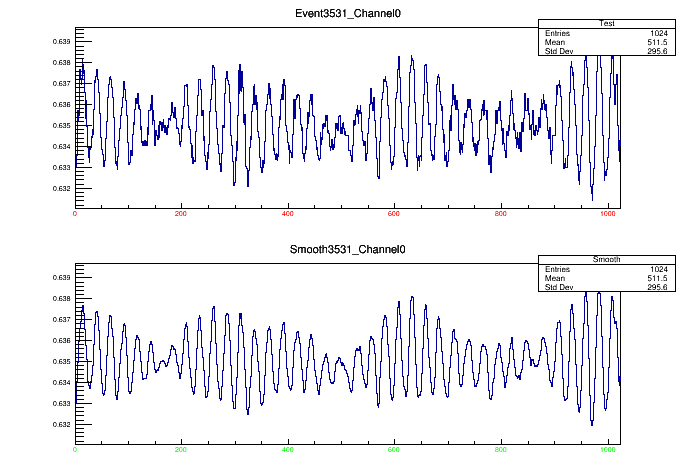 Event3531_Channel0
Test
Entries 1024
Mean 511.5
Std Dev 295.6
0.639
0.638
0.637
0.636
0.635
0.634
0.633
0.632
0 200 400 600 800 1000
Smooth3531_Channel0
Smooth
Entries 1024
Mean 511.5
Std Dev 295.6
0.639
0.638
0.637
0.636
0.635
0.634
0.633
0.632
0 200 400 600 800 1000